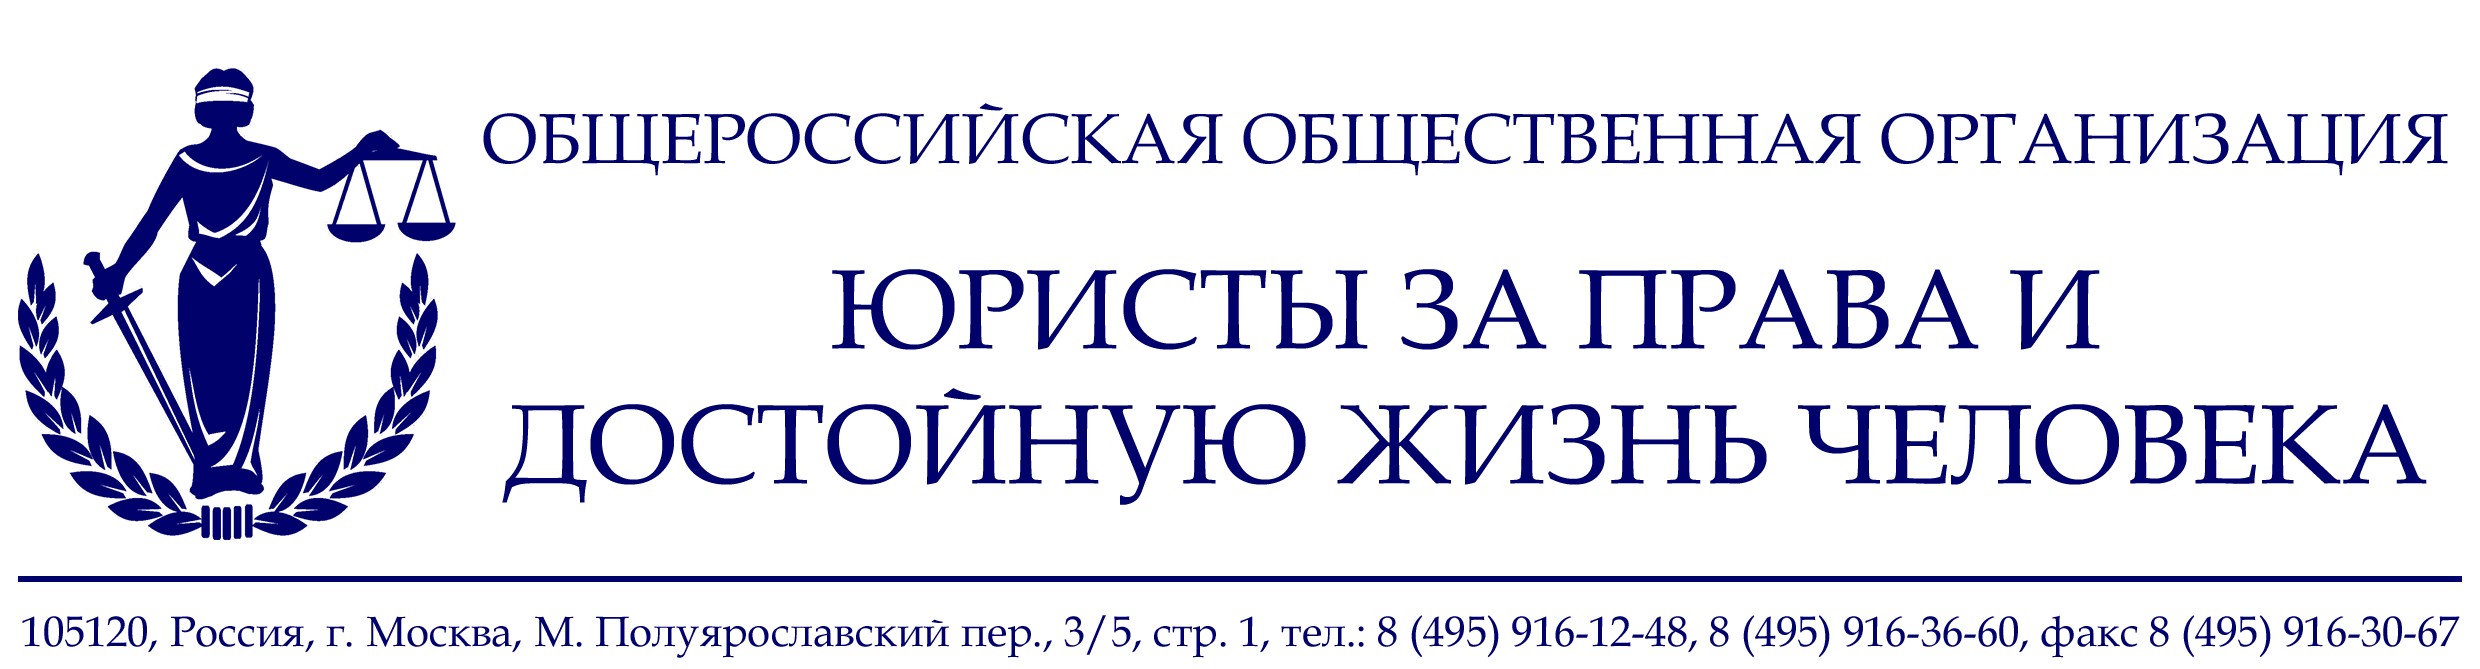 ОБЩЕРОССИЙСКАЯ ОБЩЕСТВЕННАЯ ОРГАНИЗАЦИЯ
ЮРИСТЫ ЗА ПРАВА И
ДОСТОЙНУЮ ЖИЗНЬ ЧЕЛОВЕКА
105120, Россия, г. Москва, М. Полуярославский пер., 3/5, стр. 1, тел.: 8 (495) 916-12-48, 8 (495) 916-36-60, факс 8 (495) 916-30-67